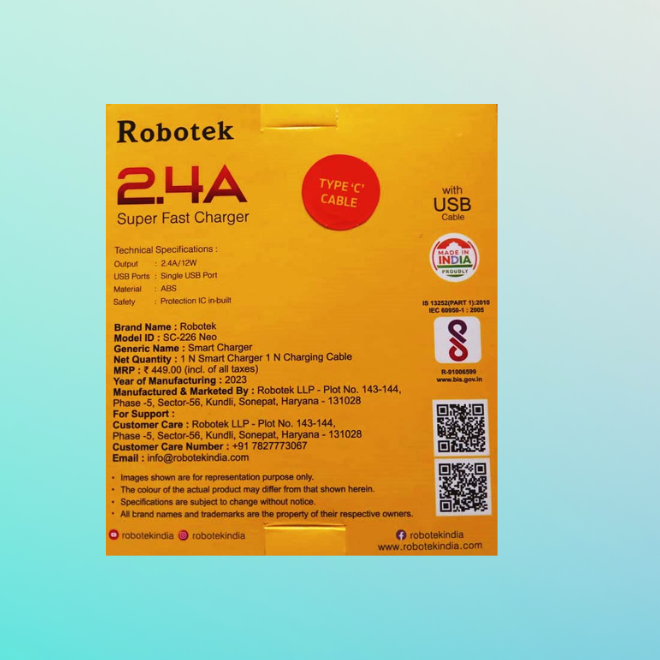 Robotek
2.4A
Super Fast Charger
TYPE 'C'
CABLE
with
USB
Cable
MADE IN
INDIA
PROUDLY
Technical Specifications :
Output : 2.4A/12W
USB Ports : Single USB Port
Material : ABS
Safety : Protection IC in-built
IS 13252(PART 1):2010
IEC 60950-1 : 2005
R-91006599
www.bis.gov.in
Brand Name : Robotek
Model ID : SC-226 Neo
Generic Name : Smart Charger
Net Quantity : 1 N Smart Charger 1 N Charging Cable
MRP : ₹ 449.00 (incl. of all taxes)
Year of Manufacturing : 2023
Manufactured & Marketed By : Robotek LLP - Plot No. 143-144,
Phase -5, Sector-56, Kundli, Sonepat, Haryana - 131028
For Support :
Customer Care : Robotek LLP - Plot No. 143-144,
Phase -5, Sector-56, Kundli, Sonepat, Haryana - 131028
Customer Care Number : +91 7827773067
Email : info@robotekindia.com
• Images shown are for representation purpose only.
• The colour of the actual product may differ from that shown herein.
• Specifications are subject to change without notice.
• All brand names and trademarks are the property of their respective owners.
robotekindia robotekindia
robotekindia
www.robotekindia.com